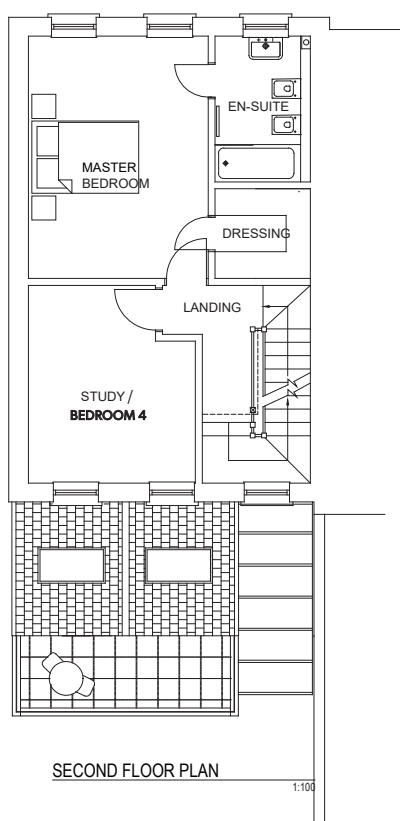 EN-SUITE
MASTER
BEDROOM
DRESSING
LANDING
STUDY /
BEDROOM 4
SECOND FLOOR PLAN
1:100